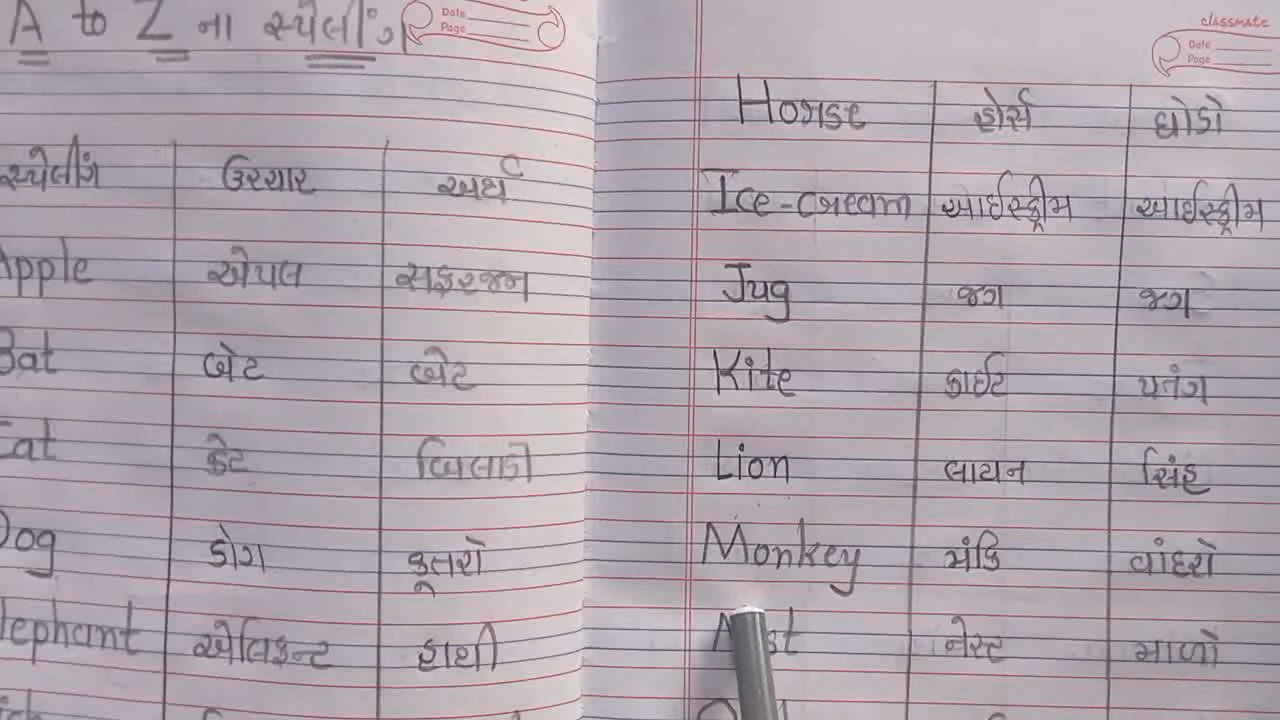 A to Z ના સ્પેલીંગ
Date
Page
સ્પેલીંગ ઉચ્ચાર અર્થ
Apple એપલ સફરજન
Bat બેટ બેટ
Cat કેટ બિલાડી
Dog ડોગ કૂતરો
Elephant એલિફન્ટ હાથી
classmate
Date
Page
Horse હોર્સ ઘોડો
Ice-cream આઈસ્ક્રીમ આઈસ્ક્રીમ
Jug જગ જગ
Kite કાઈટ પતંગ
Lion લાયન સિંહ
Monkey મંકિ વાંદરો
નેસ્ટ માળો